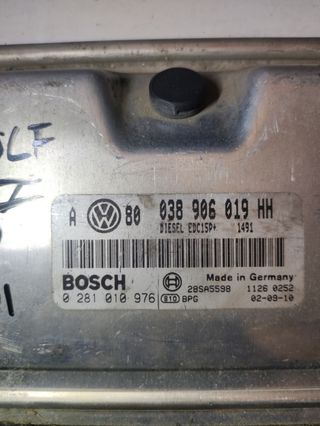 A 80 038 906 019 HH
DIESEL EDC15P+ 1491
BOSCH
0 281 010 976
Made in Germany
28SA5598 1126 0252
E10 BPG 02-09-10